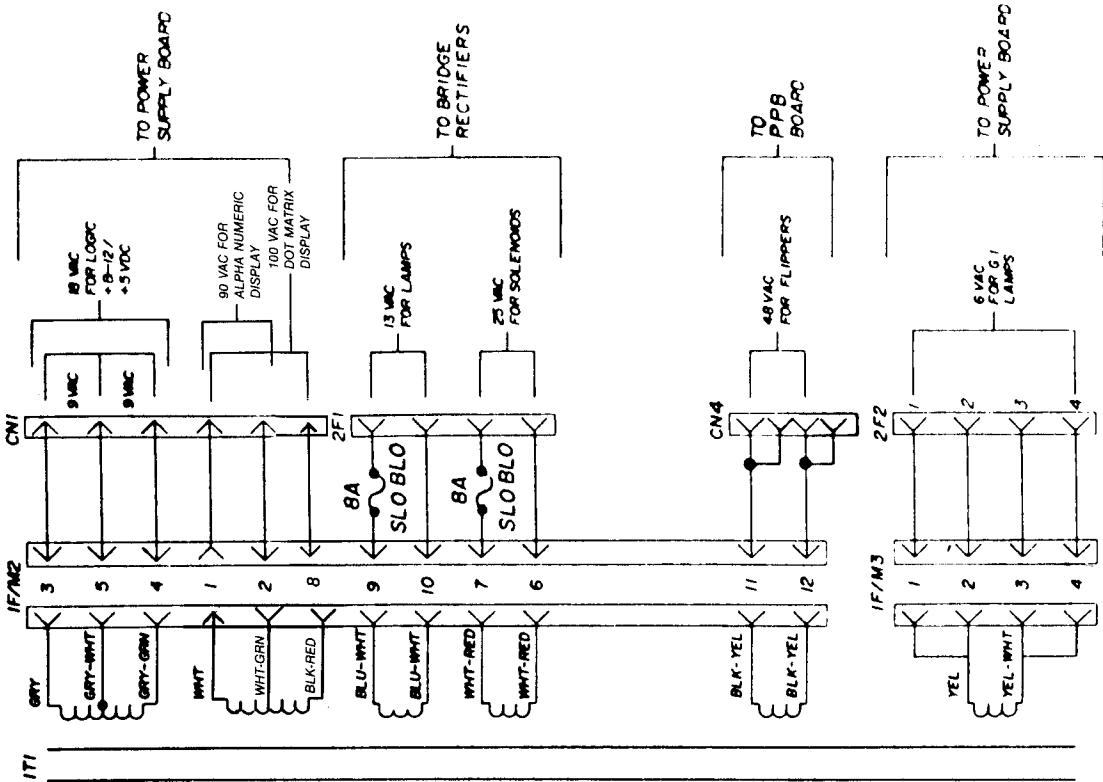 TO POWER
SUPPLY BOARD
TO BRIDGE
RECTIFIERS
TO
PPB
BOARD
TO POWER
SUPPLY BOARD
18 VAC
FOR LOGIC
+8-12/
+5 VDC
90 VAC FOR
ALPHA NUMERIC
DISPLAY
100 VAC FOR
DOT MATRIX
DISPLAY
13 VAC
FOR LAMPS
25 VAC
FOR SOLENOIDS
48 VAC
FOR FLIPPERS
6 VAC
FOR G I
LAMPS
9 VAC
9 VAC
CN1
2F1
CN4
2F2
1
2
3
4
8A
SLO BLO
8A
SLO BLO
1F/M2
3
5
4
1
2
8
9
10
7
6
11
12
1F/M3
1
2
3
4
GRY
GRY-WHT
GRY-GRN
WHT
WHT-GRN
BLK-RED
BLU-WHT
BLU-WHT
WHT-RED
WHT-RED
BLK-YEL
BLK-YEL
YEL
YEL-WHT
1T1